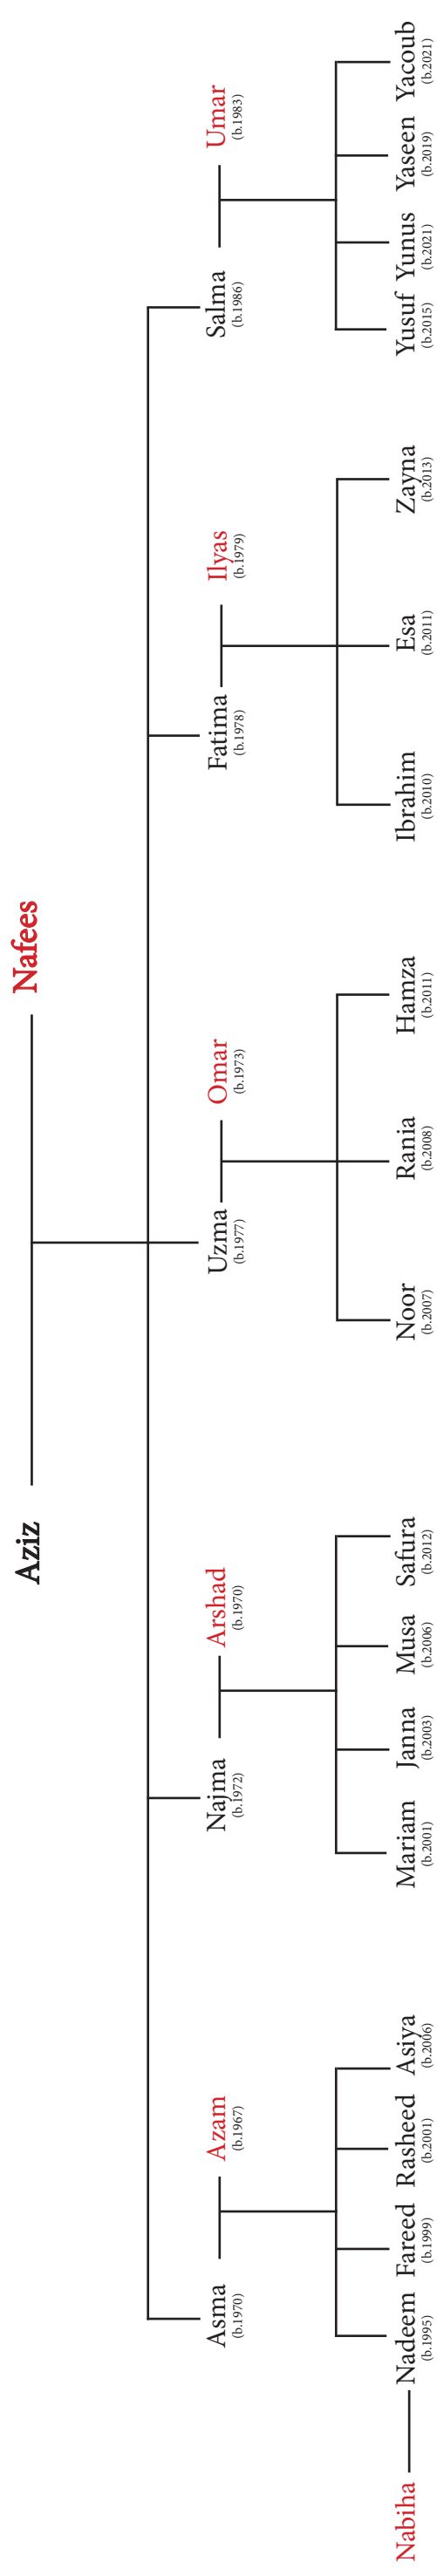 Aziz Nafees
Asma Azam Najma Arshad Uzma Omar Fatima Ilyas Salma Umar
(b.1970) (b.1967) (b.1972) (b.1970) (b.1977) (b.1973) (b.1978) (b.1979) (b.1986) (b.1983)
Nabiha Nadeem Fareed Rasheed Asiya Mariam Janna Musa Safura Noor Rania Hamza Ibrahim Esa Zayna Yusuf Yunus Yaseen Yacoub
(b.1995) (b.1999) (b.2001) (b.2006) (b.2001) (b.2003) (b.2006) (b.2012) (b.2007) (b.2008) (b.2011) (b.2010) (b.2011) (b.2013) (b.2015) (b.2021) (b.2019) (b.2021)